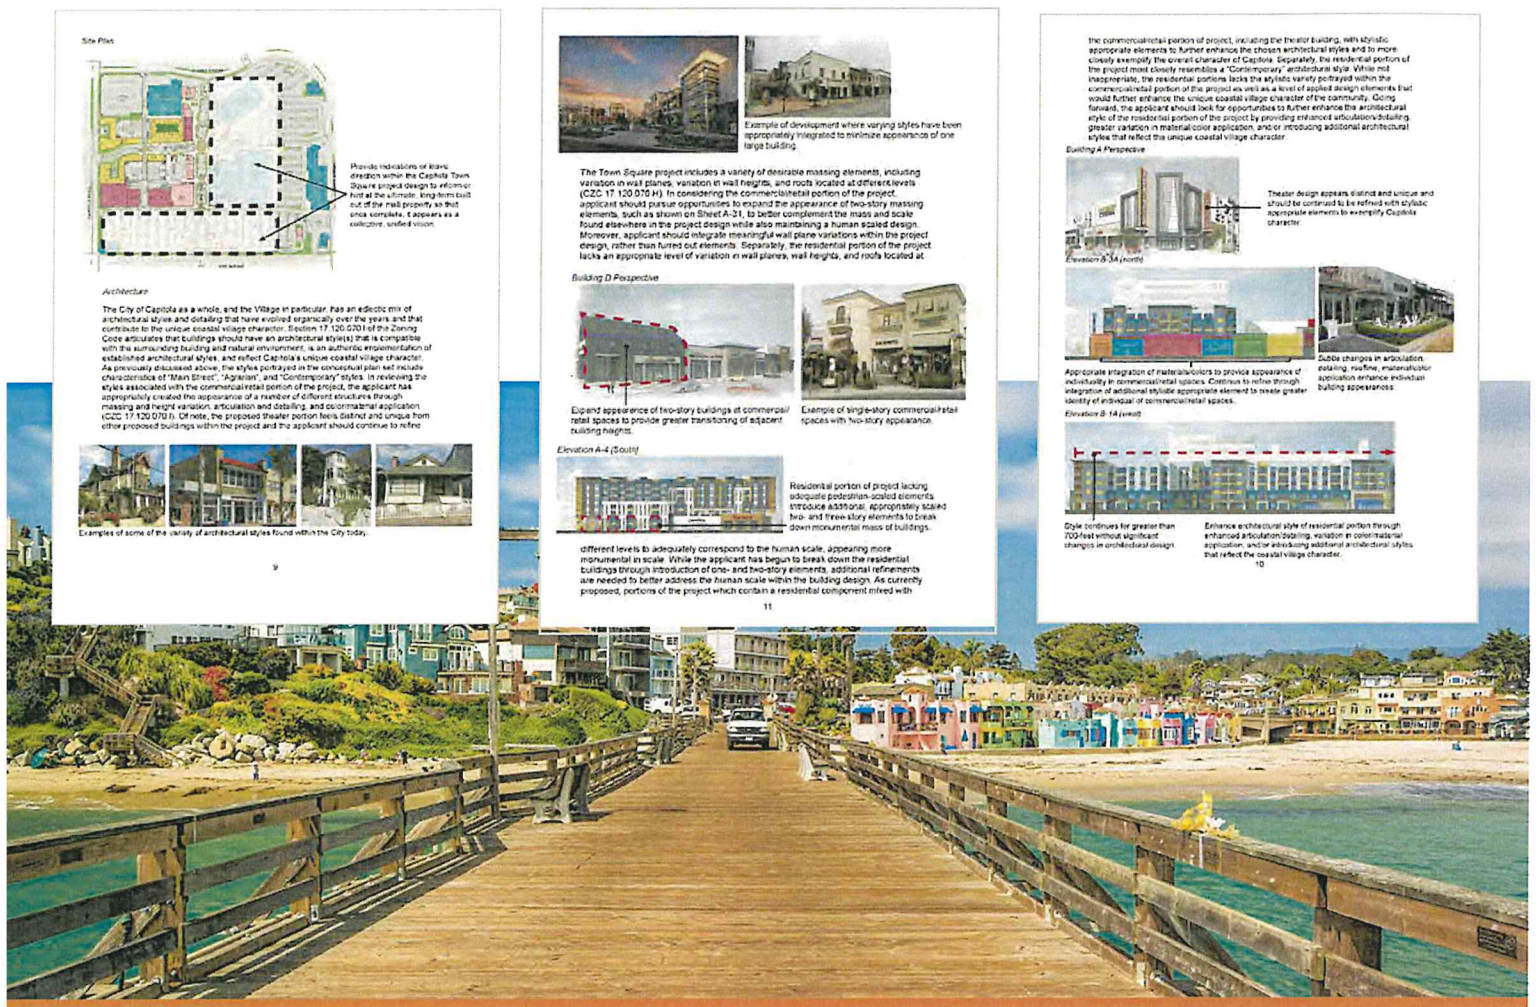 Site Plan
Provide indications or leave
direction within the Capitola Town
Square project design to inform or
hint at the ultimate, long-term built
out of the mall property so that
once complete, it appears as a
collective, unified vision.
Architecture
The City of Capitola as a whole, and the Village in particular, has an eclectic mix of
architectural styles and detailing that have evolved organically over the years and that
contribute to the unique coastal village character. Section 17.120.070.I of the Zoning
Code articulates that buildings should have an architectural style(s) that is compatible
with the surrounding building and natural environment, is an authentic implementation of
established architectural styles, and reflect Capitola's unique coastal village character.
As previously discussed above, the styles portrayed in the conceptual plan set include
characteristics of "Main Street", "Agrarian", and "Contemporary" styles. In reviewing the
styles associated with the commercial/retail portion of the project, the applicant has
appropriately created the appearance of a number of different structures through
massing and height variation, articulation and detailing, and color/material application
(CZC 17.120.070.I). Of note, the proposed theater portion feels distinct and unique from
other proposed buildings within the project and the applicant should continue to refine
Examples of some of the variety of architectural styles found within the City today.
9
Example of development where varying styles have been
appropriately integrated to minimize appearance of one
large building.
The Town Square project includes a variety of desirable massing elements, including
variation in wall planes, variation in wall heights, and roofs located at different levels
(CZC 17.120.070.H). In considering the commercial/retail portion of the project,
applicant should pursue opportunities to expand the appearance of two-story massing
elements, such as shown on Sheet A-31, to better complement the mass and scale
found elsewhere in the project design while also maintaining a human scaled design.
Moreover, applicant should integrate meaningful wall plane variations within the project
design, rather than furred out elements. Separately, the residential portion of the project
lacks an appropriate level of variation in wall planes, wall heights, and roofs located at
Building D Perspective
Expand appearance of two-story buildings at commercial/
retail spaces to provide greater transitioning of adjacent
building heights.
Example of single-story commercial/retail
spaces with two-story appearance.
Elevation A-4 (South)
Residential portion of project lacking
adequate pedestrian-scaled elements.
Introduce additional, appropriately scaled
two- and three-story elements to break
down monumental mass of buildings.
different levels to adequately correspond to the human scale, appearing more
monumental in scale. While the applicant has begun to break down the residential
buildings through introduction of one- and two-story elements, additional refinements
are needed to better address the human scale within the building design. As currently
proposed, portions of the project which contain a residential component mixed with
11
the commercial/retail portion of project, including the theater building, with stylistic
appropriate elements to further enhance the chosen architectural styles and to more
closely exemplify the overall character of Capitola. Separately, the residential portion of
the project most closely resembles a "Contemporary" architectural style. While not
inappropriate, the residential portions lacks the stylistic variety portrayed within the
commercial/retail portion of the project as well as a level of applied design elements that
would further enhance the unique coastal village character of the community. Going
forward, the applicant should look for opportunities to further enhance the architectural
style of the residential portion of the project by providing enhanced articulation/detailing,
greater variation in material/color application, and/or introducing additional architectural
styles that reflect the unique coastal village character.
Building A Perspective
Theater design appears distinct and unique and
should be continued to be refined with stylistic
appropriate elements to exemplify Capitola
character.
Elevation B-3A (north)
Subtle changes in articulation,
detailing, roofline, material/color
application enhance individual
building appearances.
Appropriate integration of materials/colors to provide appearance of
individuality in commercial/retail spaces. Continue to refine through
integration of additional stylistic appropriate element to create greater
identity of individual of commercial/retail spaces.
Elevation B-1A (west)
Style continues for greater than
700-feet without significant
changes in architectural design.
Enhance architectural style of residential portion through
enhanced articulation/detailing, variation in color/material
application, and/or introducing additional architectural styles
that reflect the coastal village character.
10